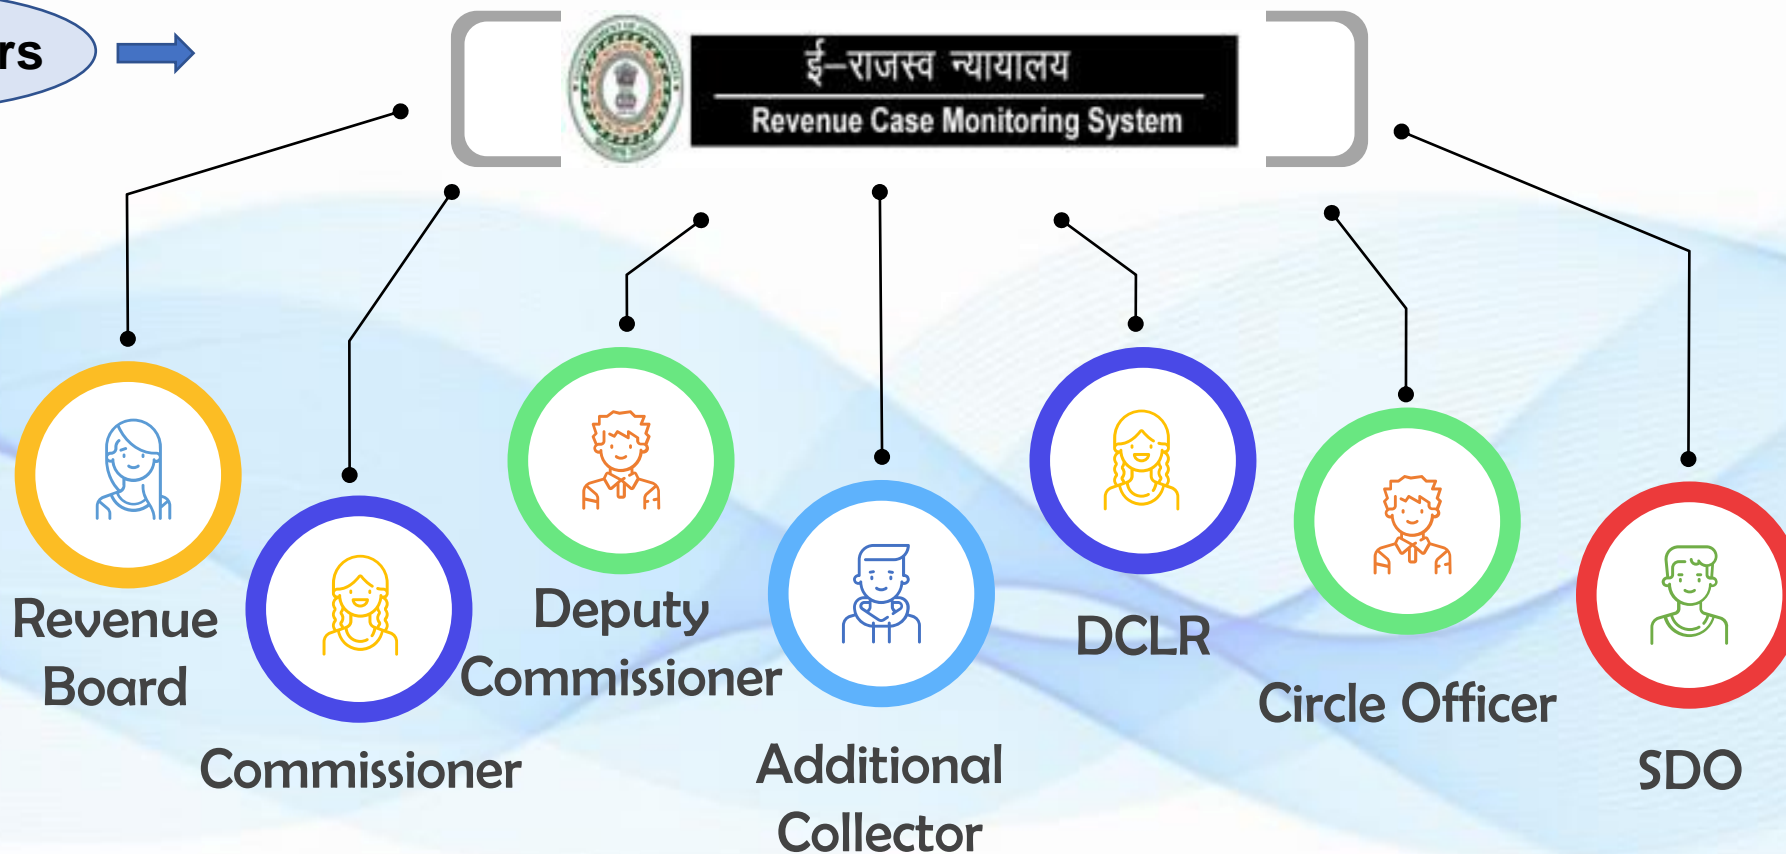 rs
ई–राजस्व न्यायालय
Revenue Case Monitoring System
Revenue
Board
Commissioner
Deputy
Commissioner
Additional
Collector
DCLR
Circle Officer
SDO